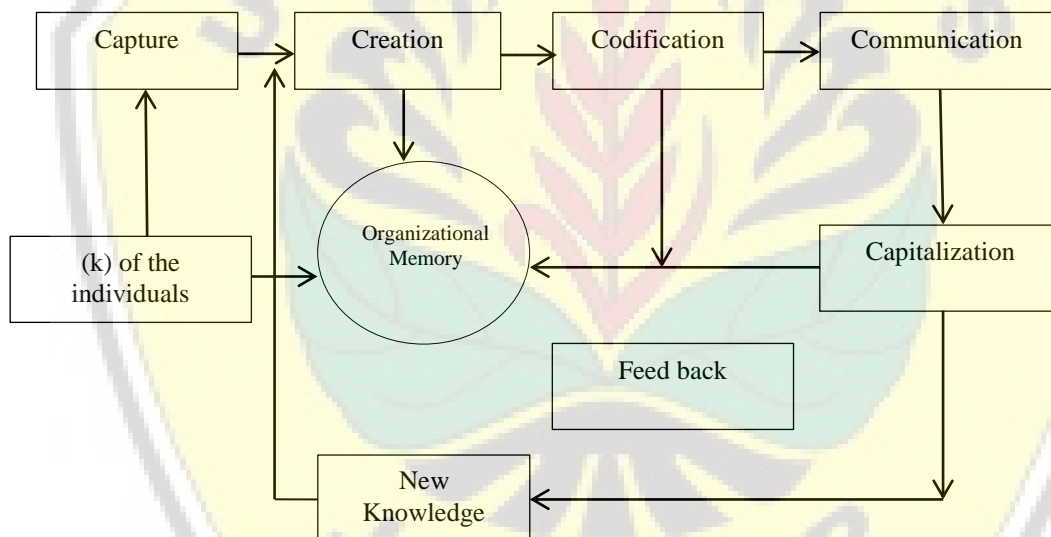 Capture
Creation
Codification
Communication
Organizational
Memory
(k) of the
individuals
Capitalization
Feed back
New
Knowledge